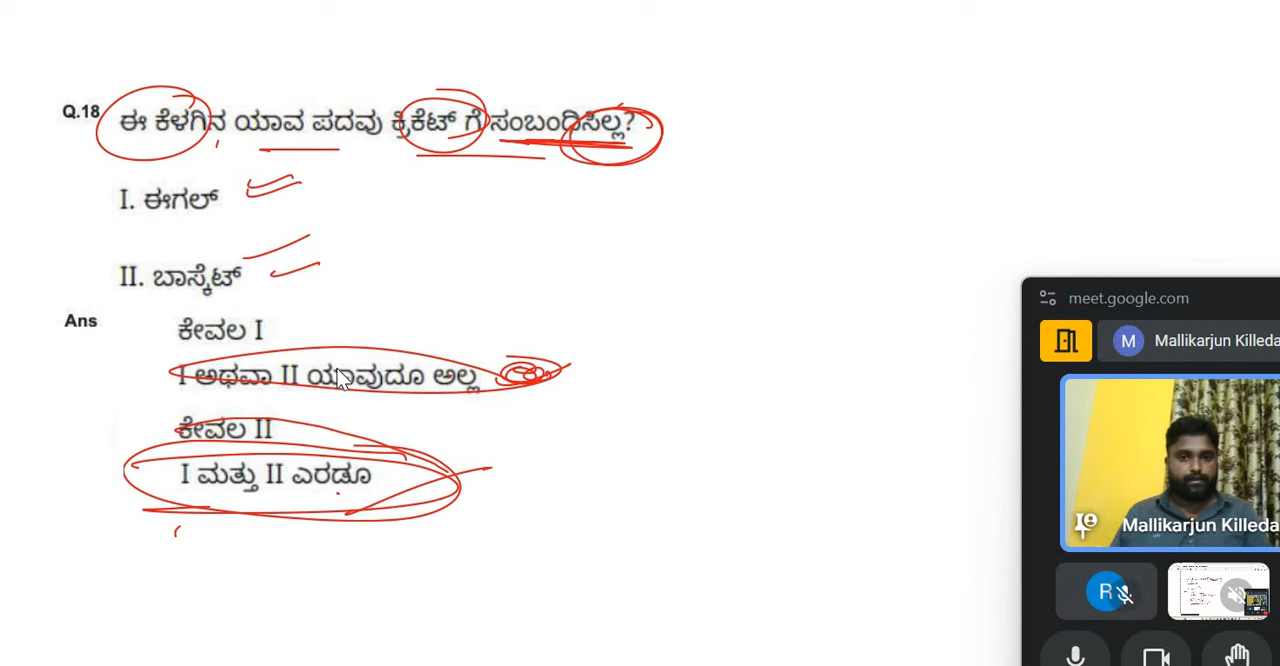 Q.18 ಈ ಕೆಳಗಿನ ಯಾವ ಪದವು ಕ್ರಿಕೆಟ್ ಗೆ ಸಂಬಂದಿಸಿಲ್ಲ?
I. ಈಗಲ್
II. ಬಾಸ್ಕೆಟ್
Ans ಕೇವಲ I
I ಅಥವಾ II ಯಾವುದೂ ಅಲ್ಲ
ಕೇವಲ II
I ಮತ್ತು II ಎರಡೂ
meet.google.com
M Mallikarjun Killeda
Mallikarjun Killeda
R